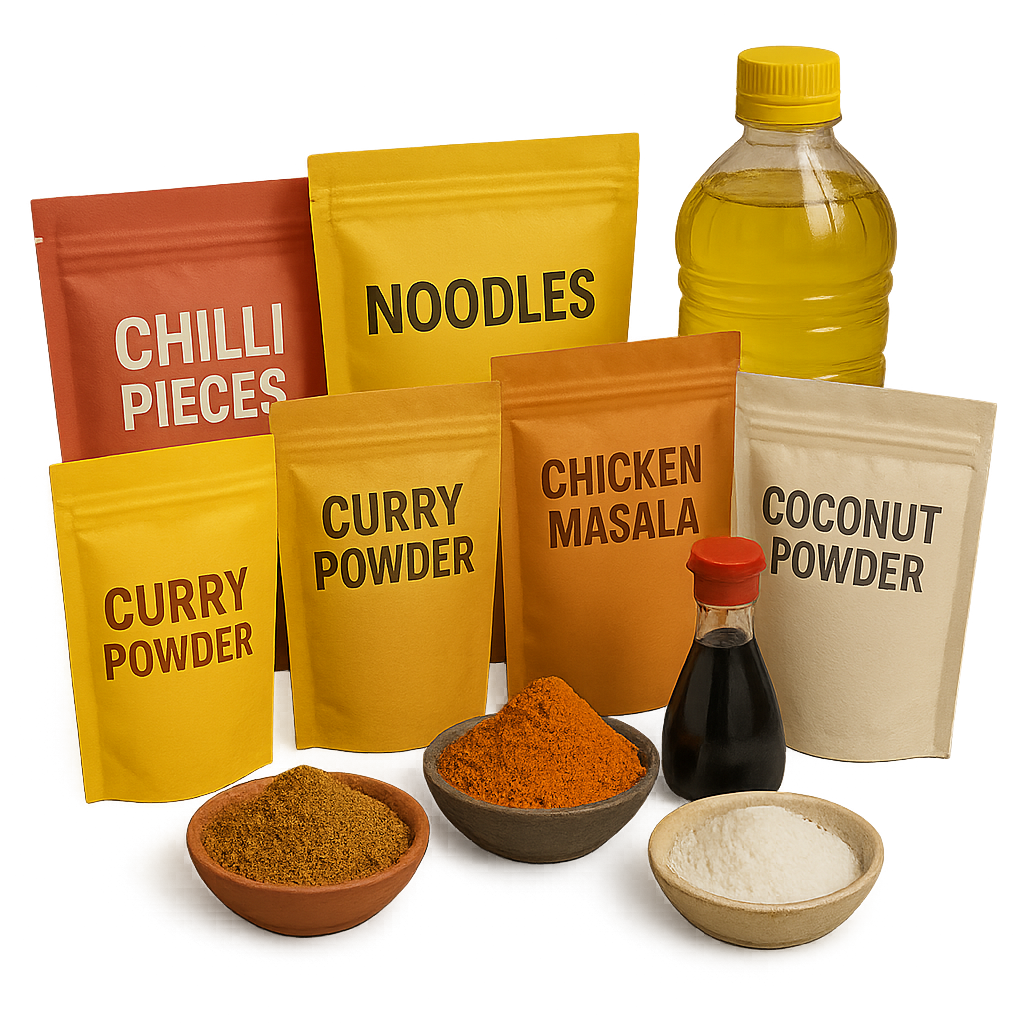 CHILLI
PIECES
NOODLES
CURRY
POWDER
CURRY
POWDER
CHICKEN
MASALA
COCONUT
POWDER